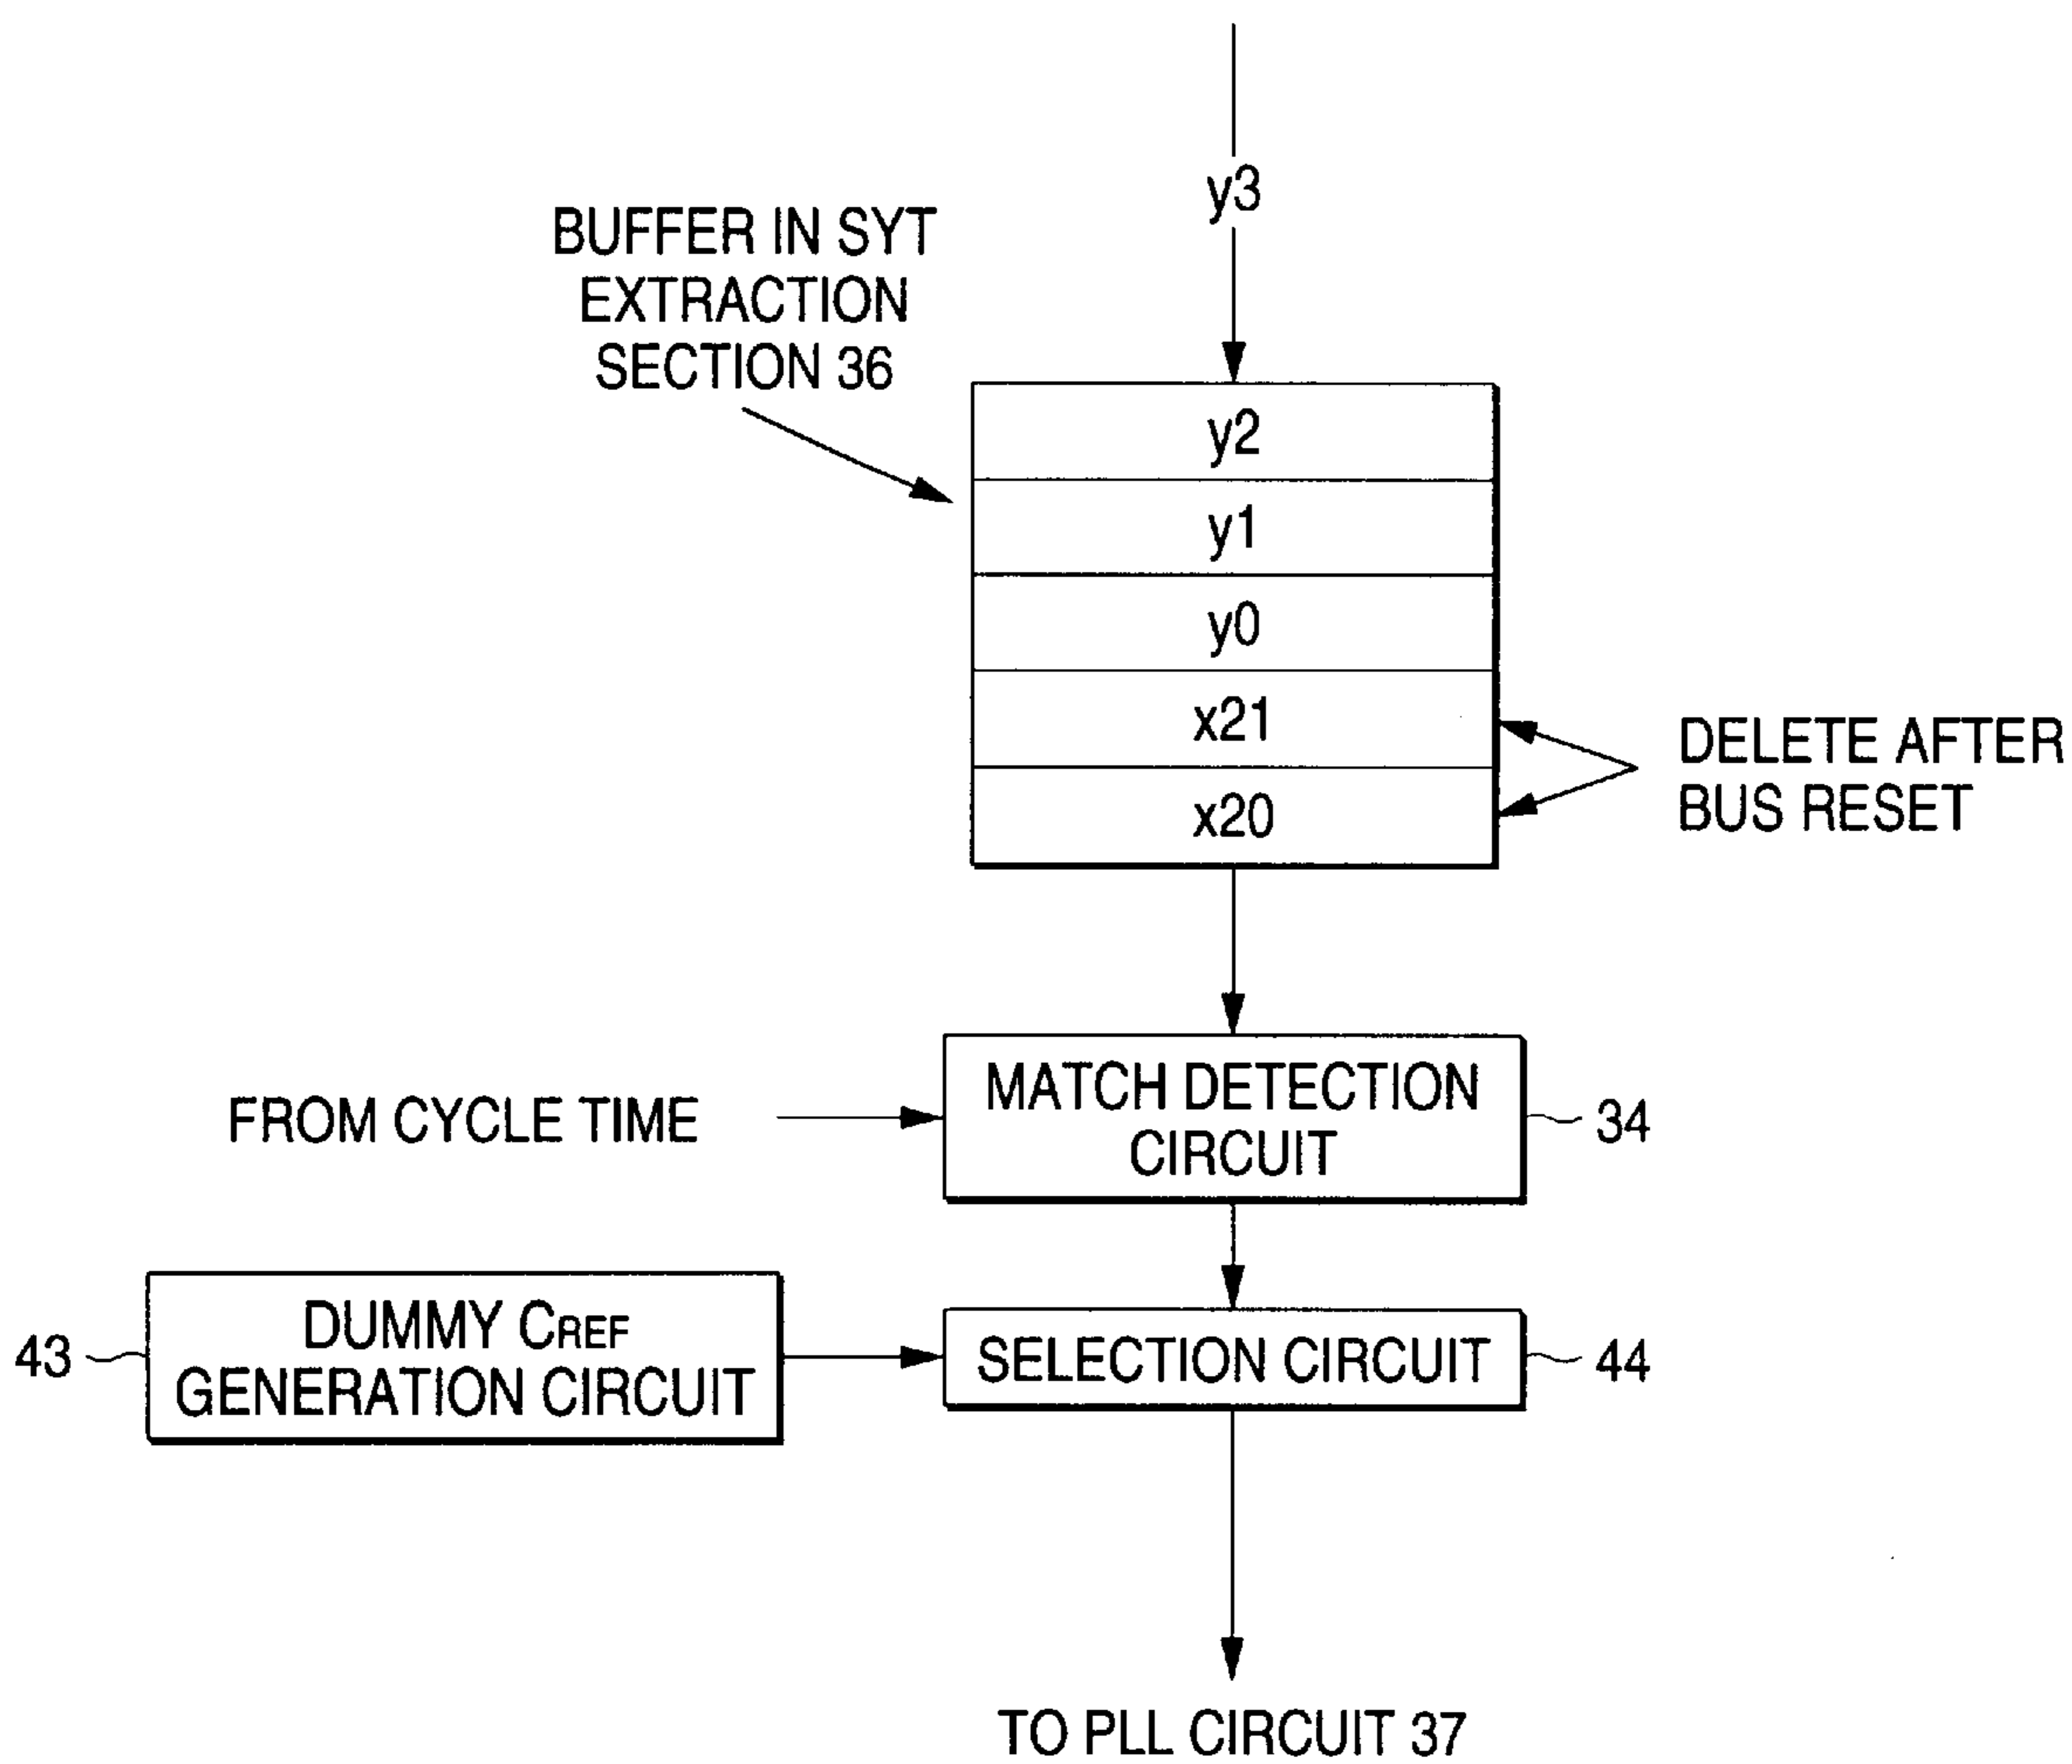 y3
BUFFER IN SYT
EXTRACTION
SECTION 36
y2
y1
y0
x21
x20
DELETE AFTER
BUS RESET
FROM CYCLE TIME
MATCH DETECTION
CIRCUIT
34
43
DUMMY CREF
GENERATION CIRCUIT
SELECTION CIRCUIT
44
TO PLL CIRCUIT 37